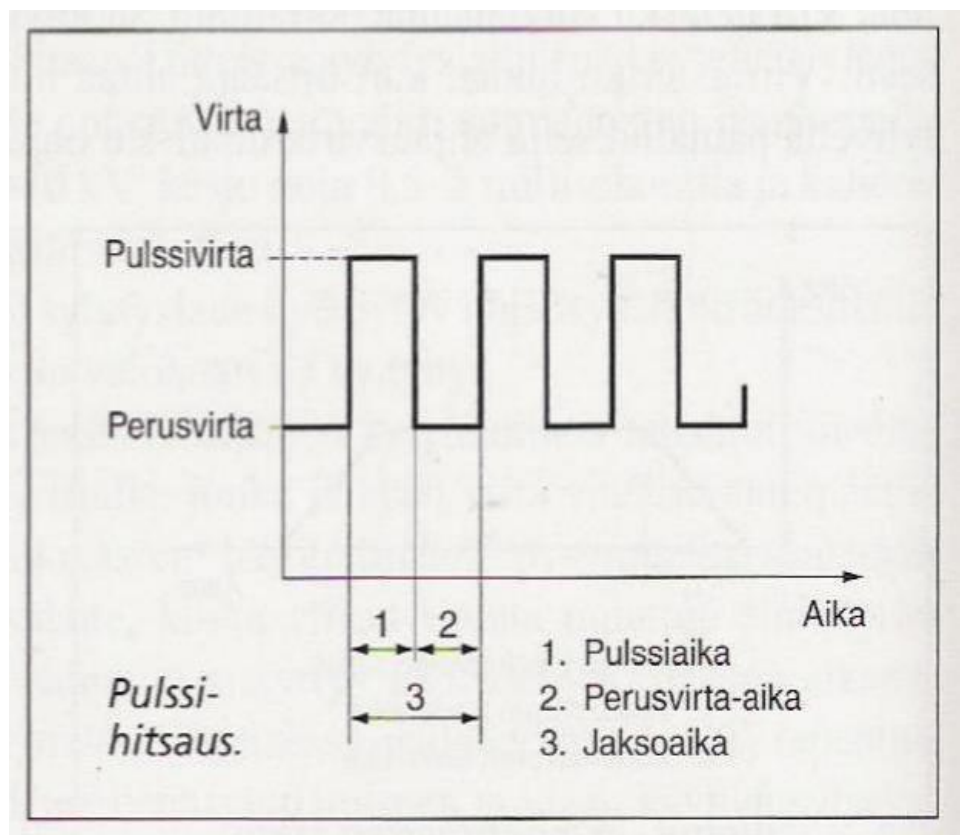 Virta
Pulssivirta
Perusvirta
Aika
1 2
3
1. Pulssiaika
2. Perusvirta-aika
3. Jaksoaika
Pulssi-
hitsaus.